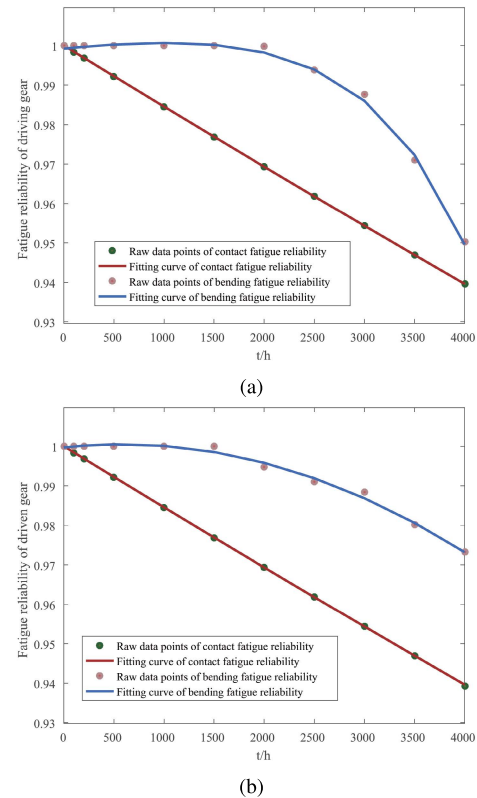 1
0.99
0.98
0.97
0.96
0.95
0.94
0.93
Fatigue reliability of driving gear
Raw data points of contact fatigue reliability
Fitting curve of contact fatigue reliability
Raw data points of bending fatigue reliability
Fitting curve of bending fatigue reliability
0 500 1000 1500 2000 2500 3000 3500 4000
t/h
(a)
1
0.99
0.98
0.97
0.96
0.95
0.94
0.93
Fatigue reliability of driven gear
Raw data points of contact fatigue reliability
Fitting curve of contact fatigue reliability
Raw data points of bending fatigue reliability
Fitting curve of bending fatigue reliability
0 500 1000 1500 2000 2500 3000 3500 4000
t/h
(b)